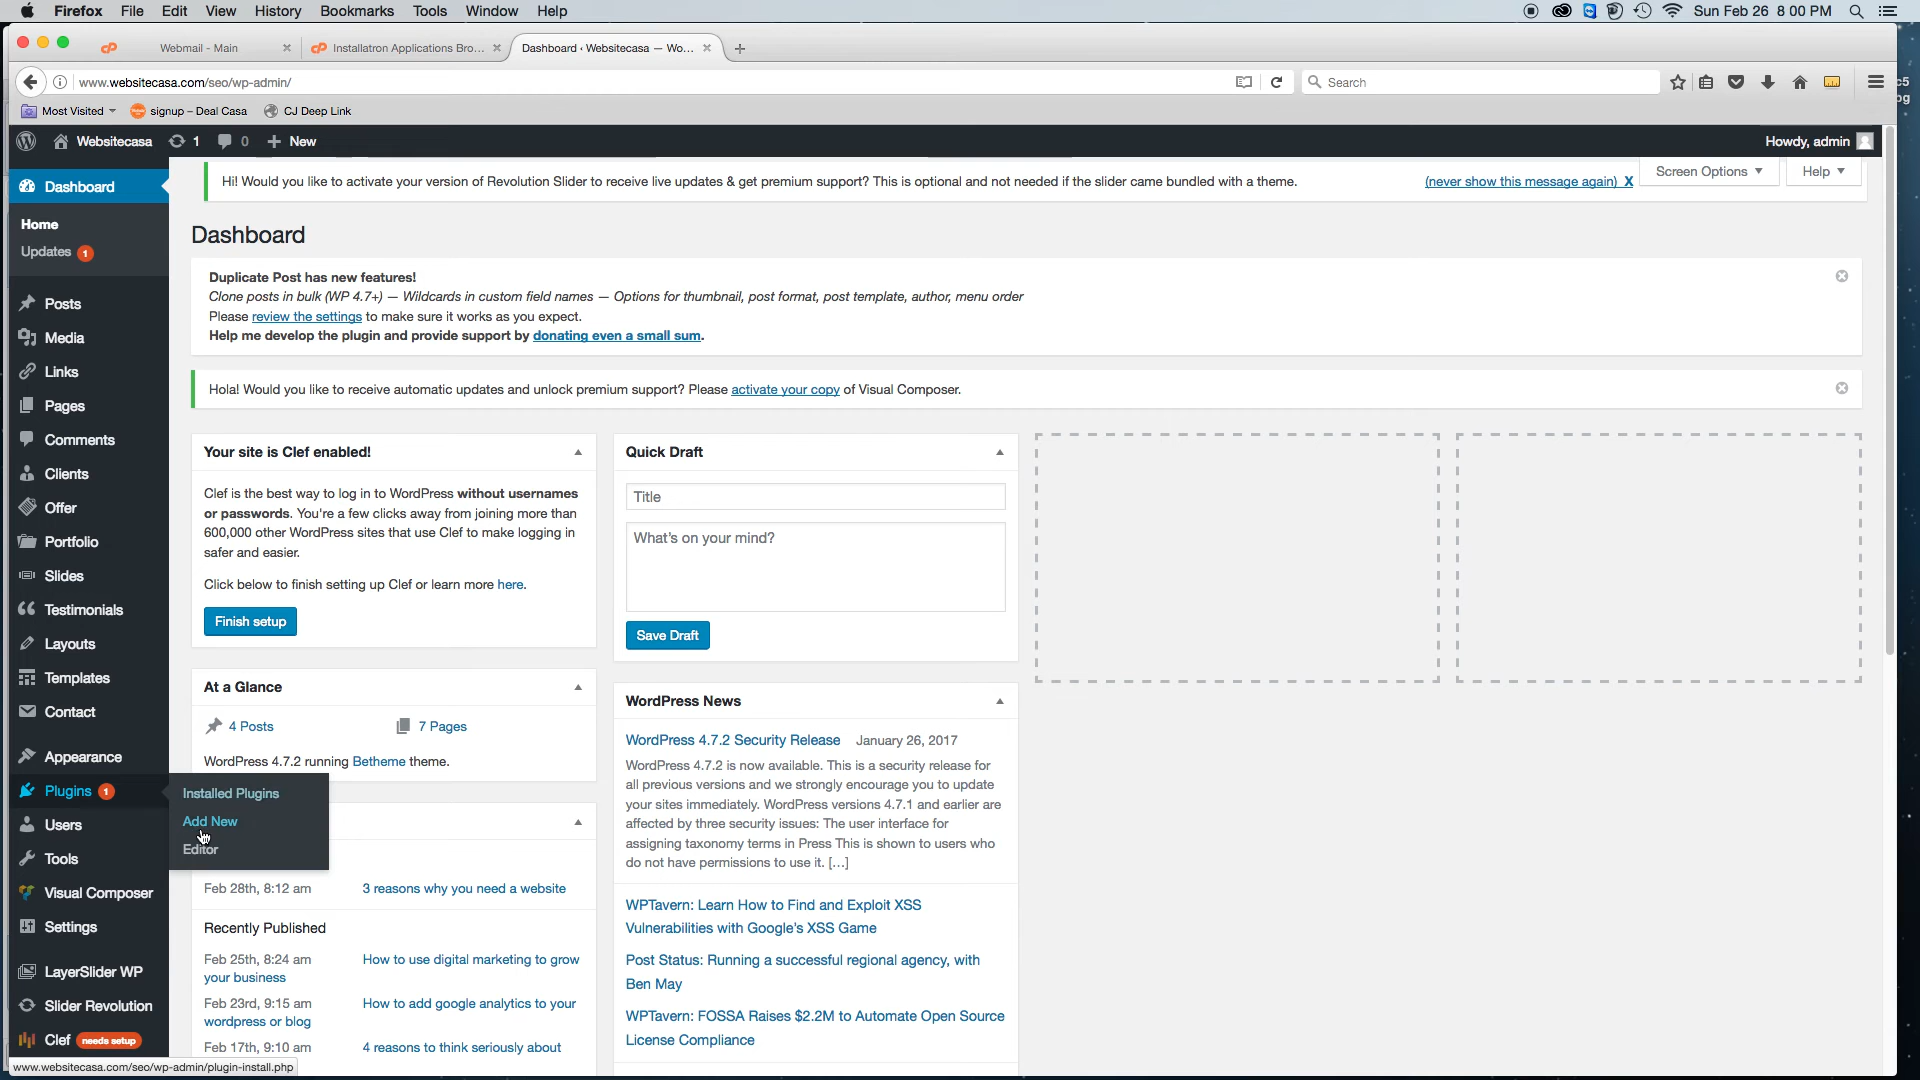 Firefox File Edit View History Bookmarks Tools Window Help
Sun Feb 26 8:00 PM
Webmail - Main
Installatron Applications Bro...
Dashboard ‹ Websitecasa — Wo...
www.websitecasa.com/seo/wp-admin/
Search
Most Visited
signup – Deal Casa
CJ Deep Link
Websitecasa 1 0 New
Howdy, admin
Dashboard
Home
Updates 1
Posts
Media
Links
Pages
Comments
Clients
Offer
Portfolio
Slides
Testimonials
Layouts
Templates
Contact
Appearance
Plugins 1
Users
Tools
Visual Composer
Settings
LayerSlider WP
Slider Revolution
Clef needs setup
Installed Plugins
Add New
Editor
www.websitecasa.com/seo/wp-admin/plugin-install.php
Hi! Would you like to activate your version of Revolution Slider to receive live updates & get premium support? This is optional and not needed if the slider came bundled with a theme.
(never show this message again) X
Screen Options
Help
Dashboard
Duplicate Post has new features!
Clone posts in bulk (WP 4.7+) — Wildcards in custom field names — Options for thumbnail, post format, post template, author, menu order
Please review the settings to make sure it works as you expect.
Help me develop the plugin and provide support by donating even a small sum.
Hola! Would you like to receive automatic updates and unlock premium support? Please activate your copy of Visual Composer.
Your site is Clef enabled!
Clef is the best way to log in to WordPress without usernames
or passwords. You're a few clicks away from joining more than
600,000 other WordPress sites that use Clef to make logging in
safer and easier.
Click below to finish setting up Clef or learn more here.
Finish setup
At a Glance
4 Posts
7 Pages
WordPress 4.7.2 running Betheme theme.
Feb 28th, 8:12 am 3 reasons why you need a website
Recently Published
Feb 25th, 8:24 am How to use digital marketing to grow
your business
Feb 23rd, 9:15 am How to add google analytics to your
wordpress or blog
Feb 17th, 9:10 am 4 reasons to think seriously about
Quick Draft
Title
What's on your mind?
Save Draft
WordPress News
WordPress 4.7.2 Security Release January 26, 2017
WordPress 4.7.2 is now available. This is a security release for
all previous versions and we strongly encourage you to update
your sites immediately. WordPress versions 4.7.1 and earlier are
affected by three security issues: The user interface for
assigning taxonomy terms in Press This is shown to users who
do not have permissions to use it. […]
WPTavern: Learn How to Find and Exploit XSS
Vulnerabilities with Google's XSS Game
Post Status: Running a successful regional agency, with
Ben May
WPTavern: FOSSA Raises $2.2M to Automate Open Source
License Compliance